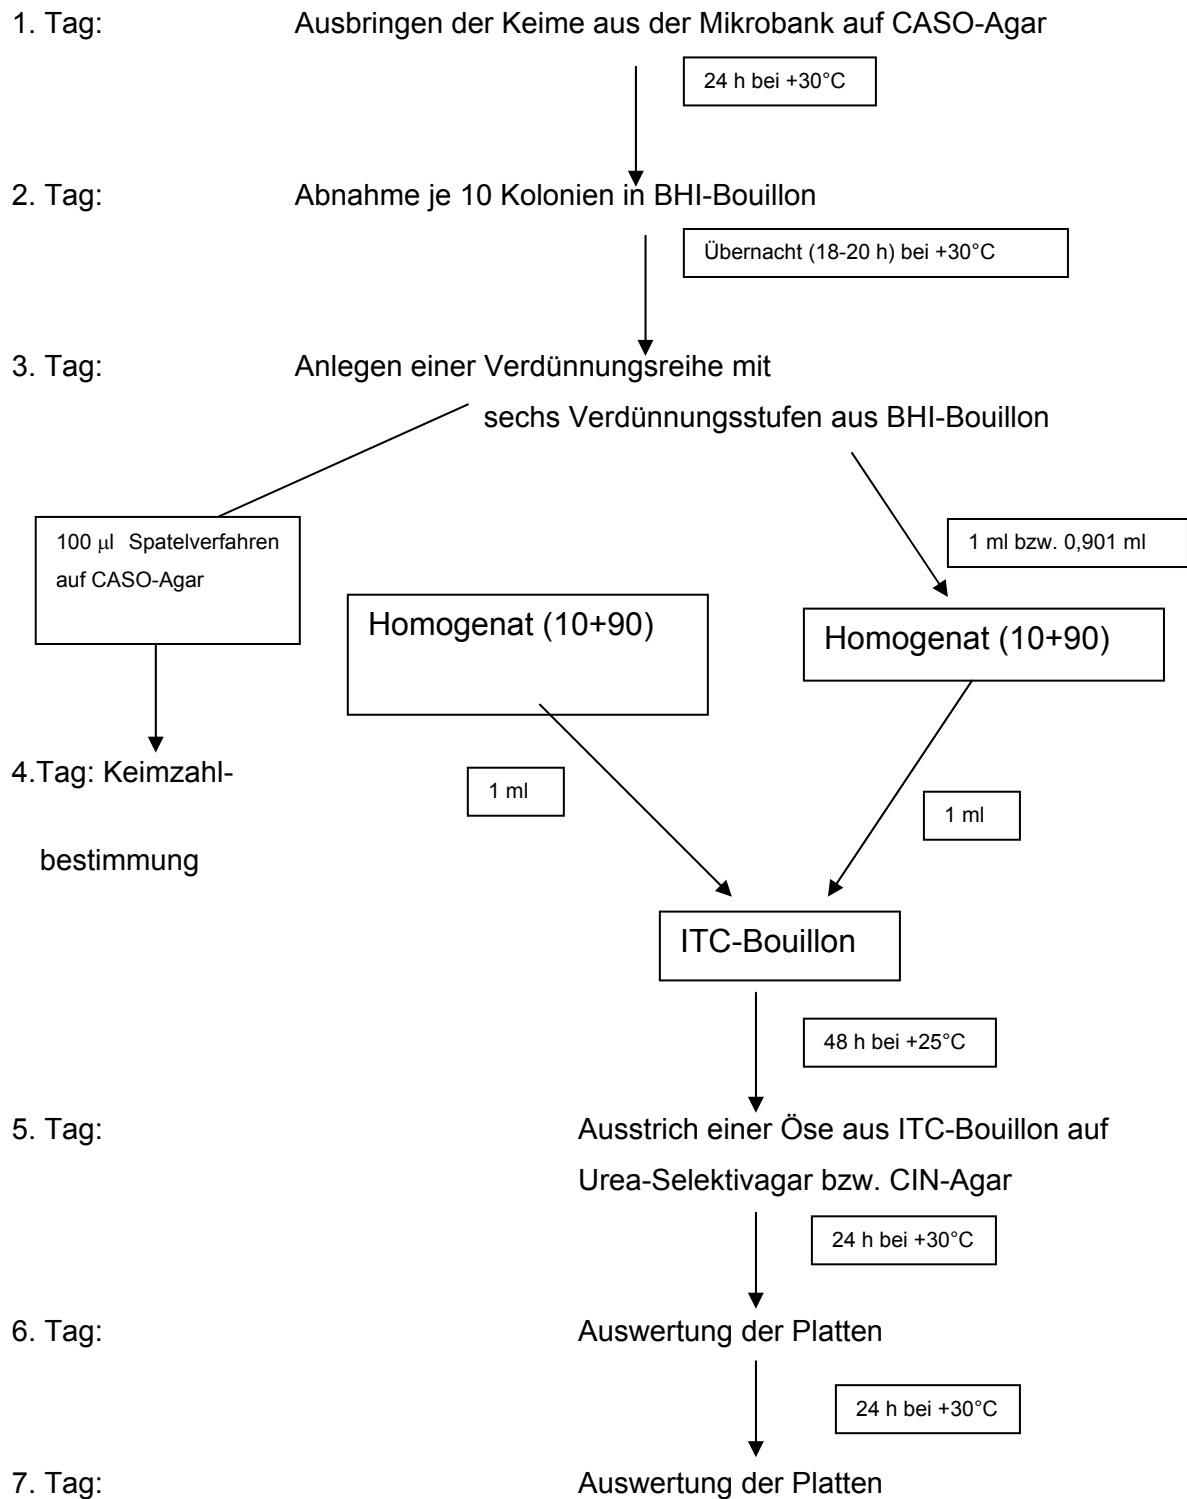 1. Tag: Ausbringen der Keime aus der Mikrobank auf CASO-Agar
24 h bei +30°C
2. Tag: Abnahme je 10 Kolonien in BHI-Bouillon
Übernacht (18-20 h) bei +30°C
3. Tag: Anlegen einer Verdünnungsreihe mit
sechs Verdünnungsstufen aus BHI-Bouillon
100 µl Spatelverfahren
auf CASO-Agar
1 ml bzw. 0,901 ml
Homogenat (10+90)
Homogenat (10+90)
4.Tag: Keimzahl-
bestimmung
1 ml
1 ml
ITC-Bouillon
48 h bei +25°C
5. Tag: Ausstrich einer Öse aus ITC-Bouillon auf
Urea-Selektivagar bzw. CIN-Agar
24 h bei +30°C
6. Tag: Auswertung der Platten
24 h bei +30°C
7. Tag: Auswertung der Platten